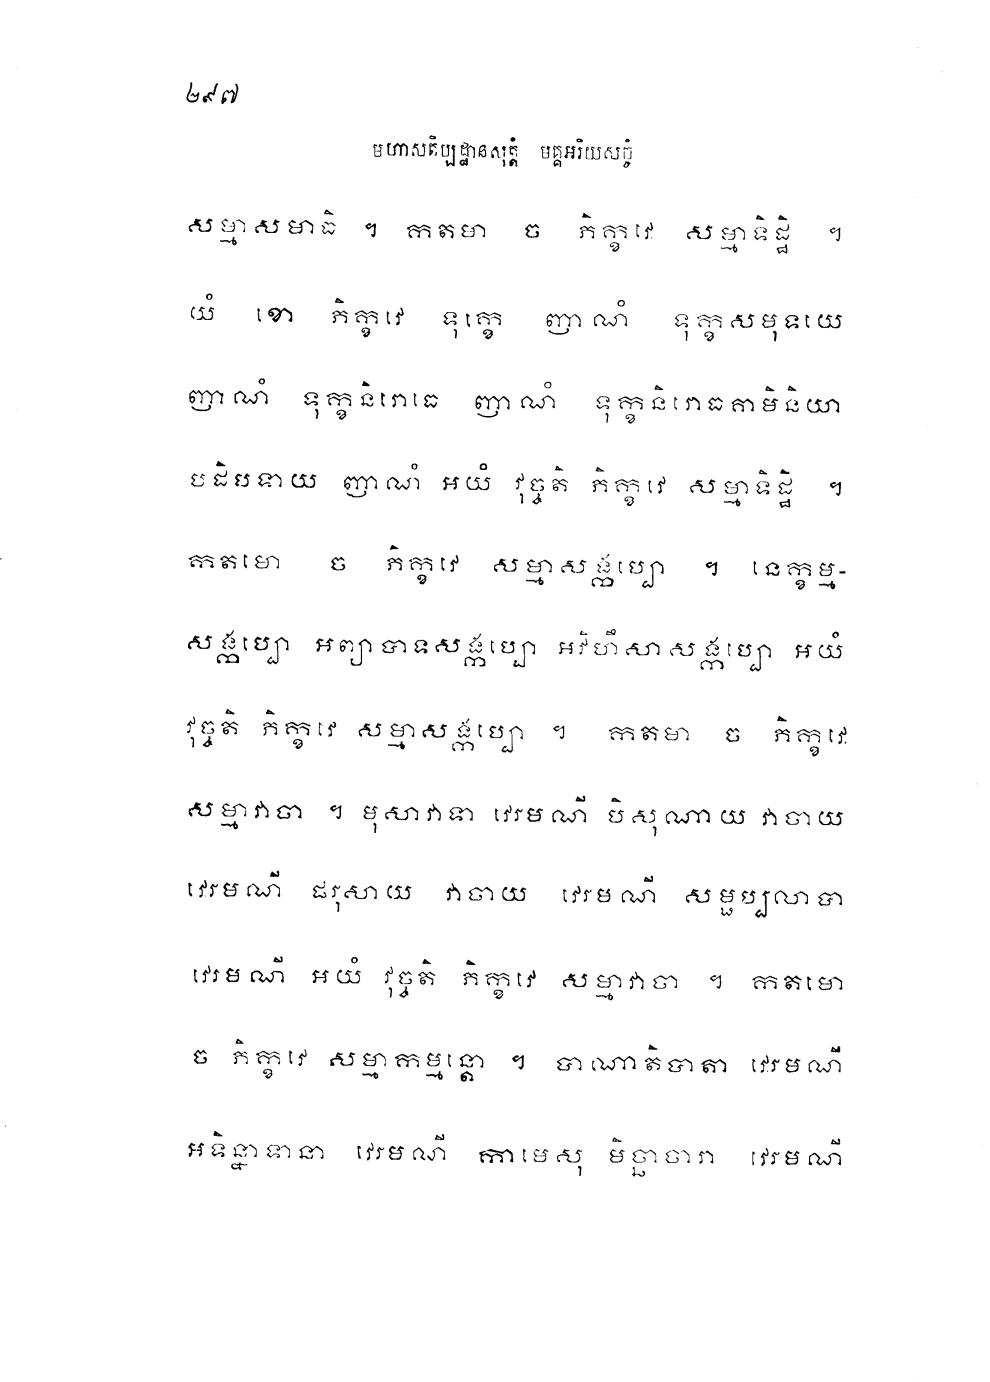 ២៩៧
មហាសតិប្បដ្ឋានសុត្តំ មគ្គអរិយសច្ចំ
សម្មាសមាធិ ។ កតមា ច ភិក្ខវេ សម្មាទិដ្ឋិ ។
យំ ខោ ភិក្ខវេ ទុក្ខេ ញាណំ ទុក្ខសមុទយេ
ញាណំ ទុក្ខនិរោធេ ញាណំ ទុក្ខនិរោធគាមិនិយា
បដិបទាយ ញាណំ អយំ វុច្ចតិ ភិក្ខវេ សម្មាទិដ្ឋិ ។
កតមោ ច ភិក្ខវេ សម្មាសង្កប្បោ ។ នេក្ខម្ម-
សង្កប្បោ អព្យាបាទសង្កប្បោ អវិហឹសាសង្កប្បោ អយំ
វុច្ចតិ ភិក្ខវេ សម្មាសង្កប្បោ ។ កតមា ច ភិក្ខវេ
សម្មាវាចា ។ មុសាវាទា វេរមណី បិសុណាយ វាចាយ
វេរមណី ផរុសាយ វាចាយ វេរមណី សម្ផប្បលាបា
វេរមណី អយំ វុច្ចតិ ភិក្ខវេ សម្មាវាចា ។ កតមោ
ច ភិក្ខវេ សម្មាកម្មន្តោ ។ បាណាតិបាតា វេរមណី
អទិន្នាទានា វេរមណី កាមេសុ មិច្ឆាចារា វេរមណី